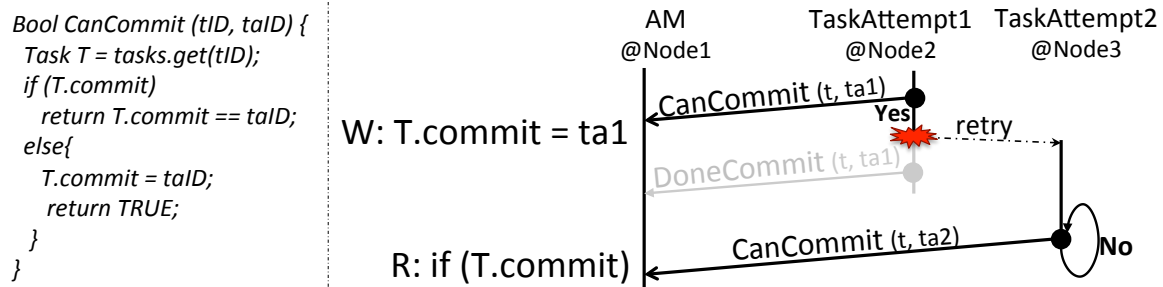 Bool CanCommit (tID, taID) {
Task T = tasks.get(tID);
if (T.commit)
return T.commit == taID;
else{
T.commit = taID;
return TRUE;
}
}
AM
@Node1
TaskAttempt1
@Node2
TaskAttempt2
@Node3
CanCommit (t, ta1)
Yes
W: T.commit = ta1
retry
DoneCommit (t, ta1)
CanCommit (t, ta2)
No
R: if (T.commit)